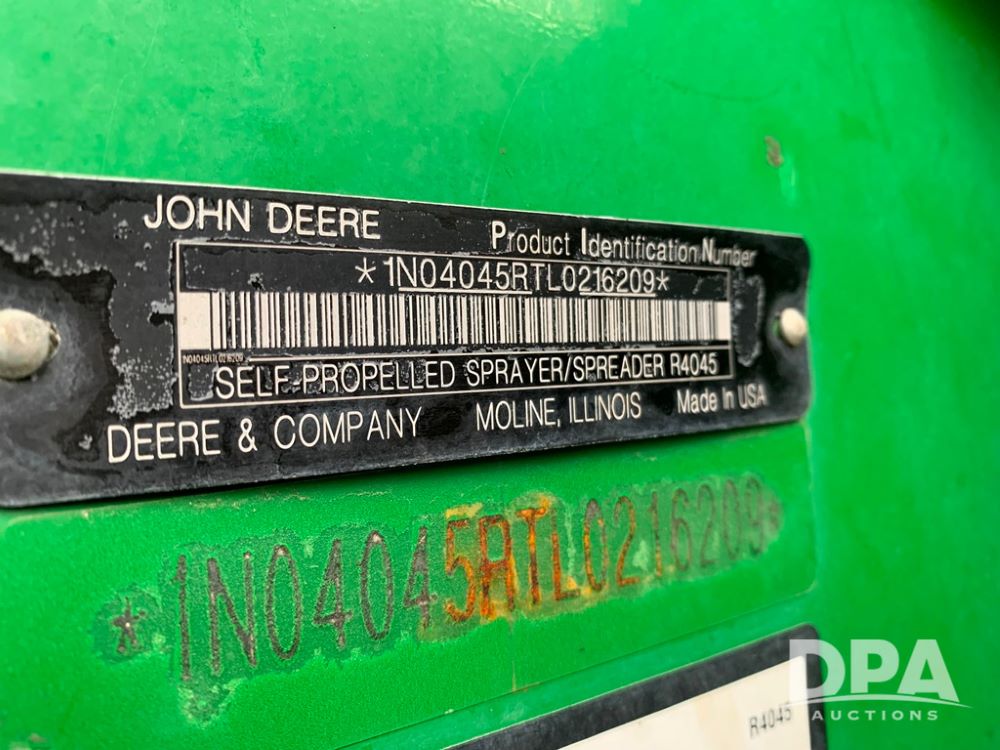 JOHN DEERE
Product Identification Number
*1N04045RTL0216209*
1N04045RTL0216209
SELF-PROPELLED SPRAYER/SPREADER R4045
DEERE & COMPANY MOLINE, ILLINOIS Made In USA
*1N04045RTL0216209*
R4045
DPA
AUCTIONS